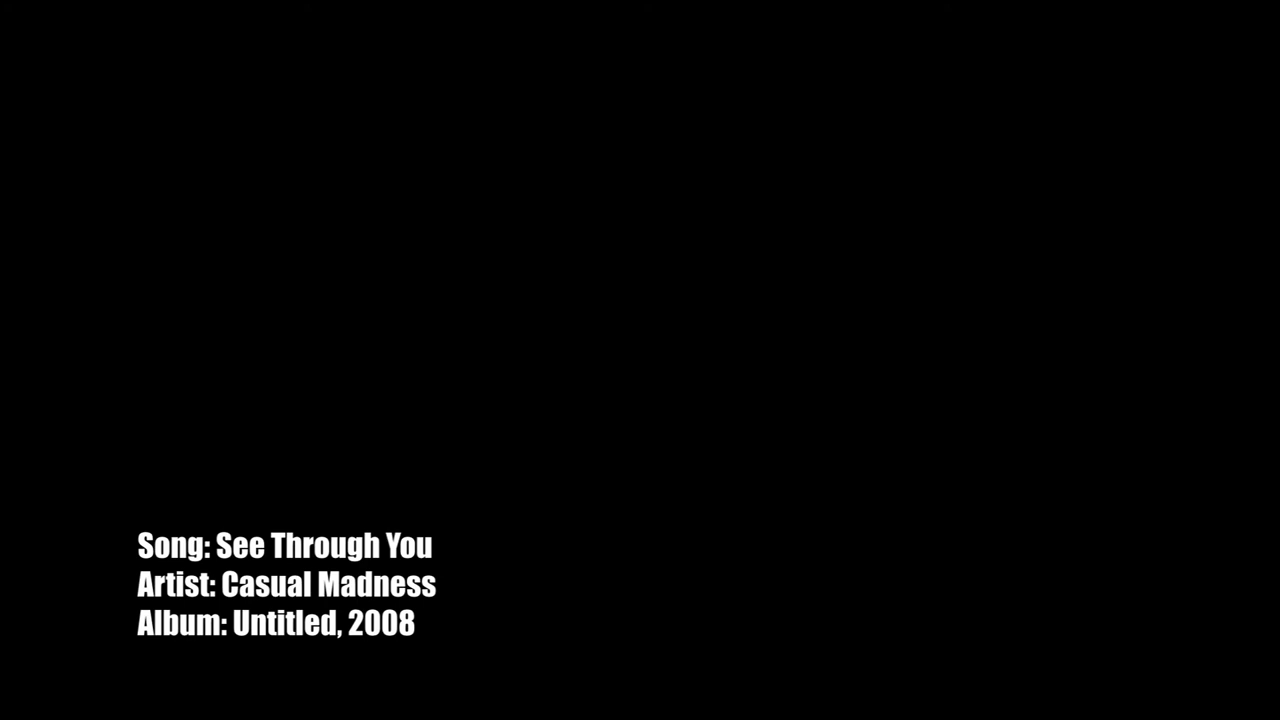 Song: See Through You
Artist: Casual Madness
Album: Untitled, 2008